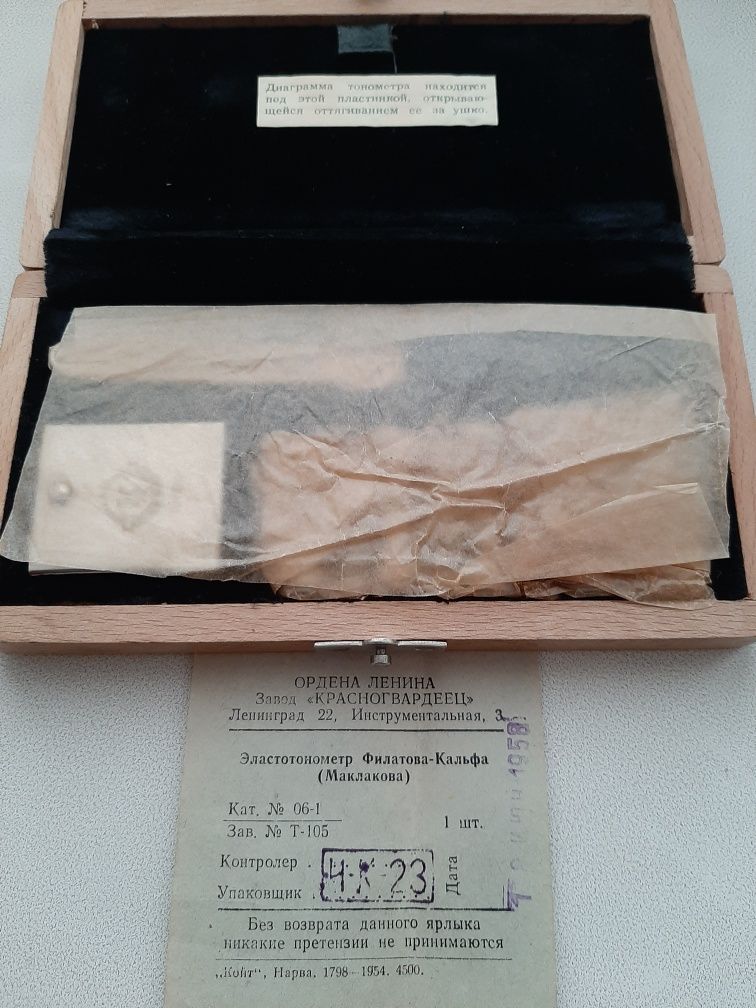 Диаграмма тонометра находится
под этой пластинкой, открываю-
щейся оттягиванием ее за ушко.
ОРДЕНА ЛЕНИНА
Завод «КРАСНОГВАРДЕЕЦ»
Ленинград 22, Инструментальная, 3
Эластотонометр Филатова-Кальфа
(Маклакова)
Кат. № 06-1
Зав. № Т-105
1 шт.
Контролер
Упаковщик
Ч-К-23
Дата
1958
Без возврата данного ярлыка
никакие претензии не принимаются
„Койт“, Нарва. 1798—1954. 4500.